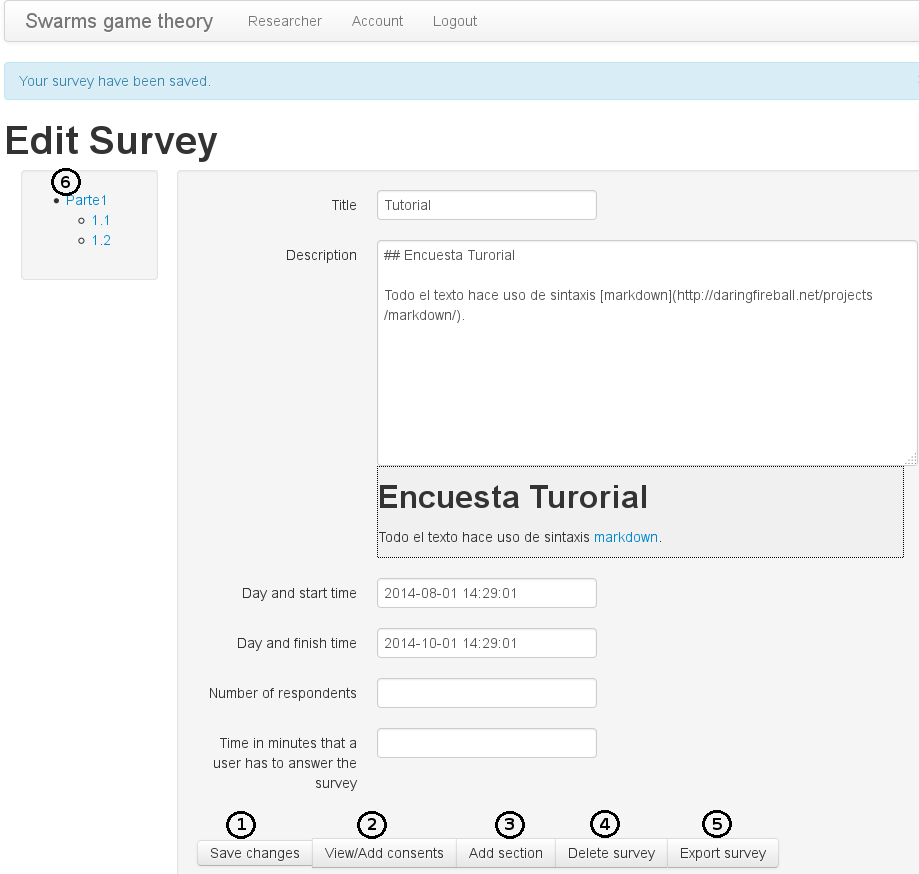 Swarms game theory Researcher Account Logout
Your survey have been saved.
Edit Survey
6
Parte1
1.1
1.2
Title Tutorial
Description ## Encuesta Turorial
Todo el texto hace uso de sintaxis [markdown](http://daringfireball.net/projects
/markdown/).
Encuesta Turorial
Todo el texto hace uso de sintaxis markdown.
Day and start time 2014-08-01 14:29:01
Day and finish time 2014-10-01 14:29:01
Number of respondents
Time in minutes that a
user has to answer the
survey
1 2 3 4 5
Save changes View/Add consents Add section Delete survey Export survey